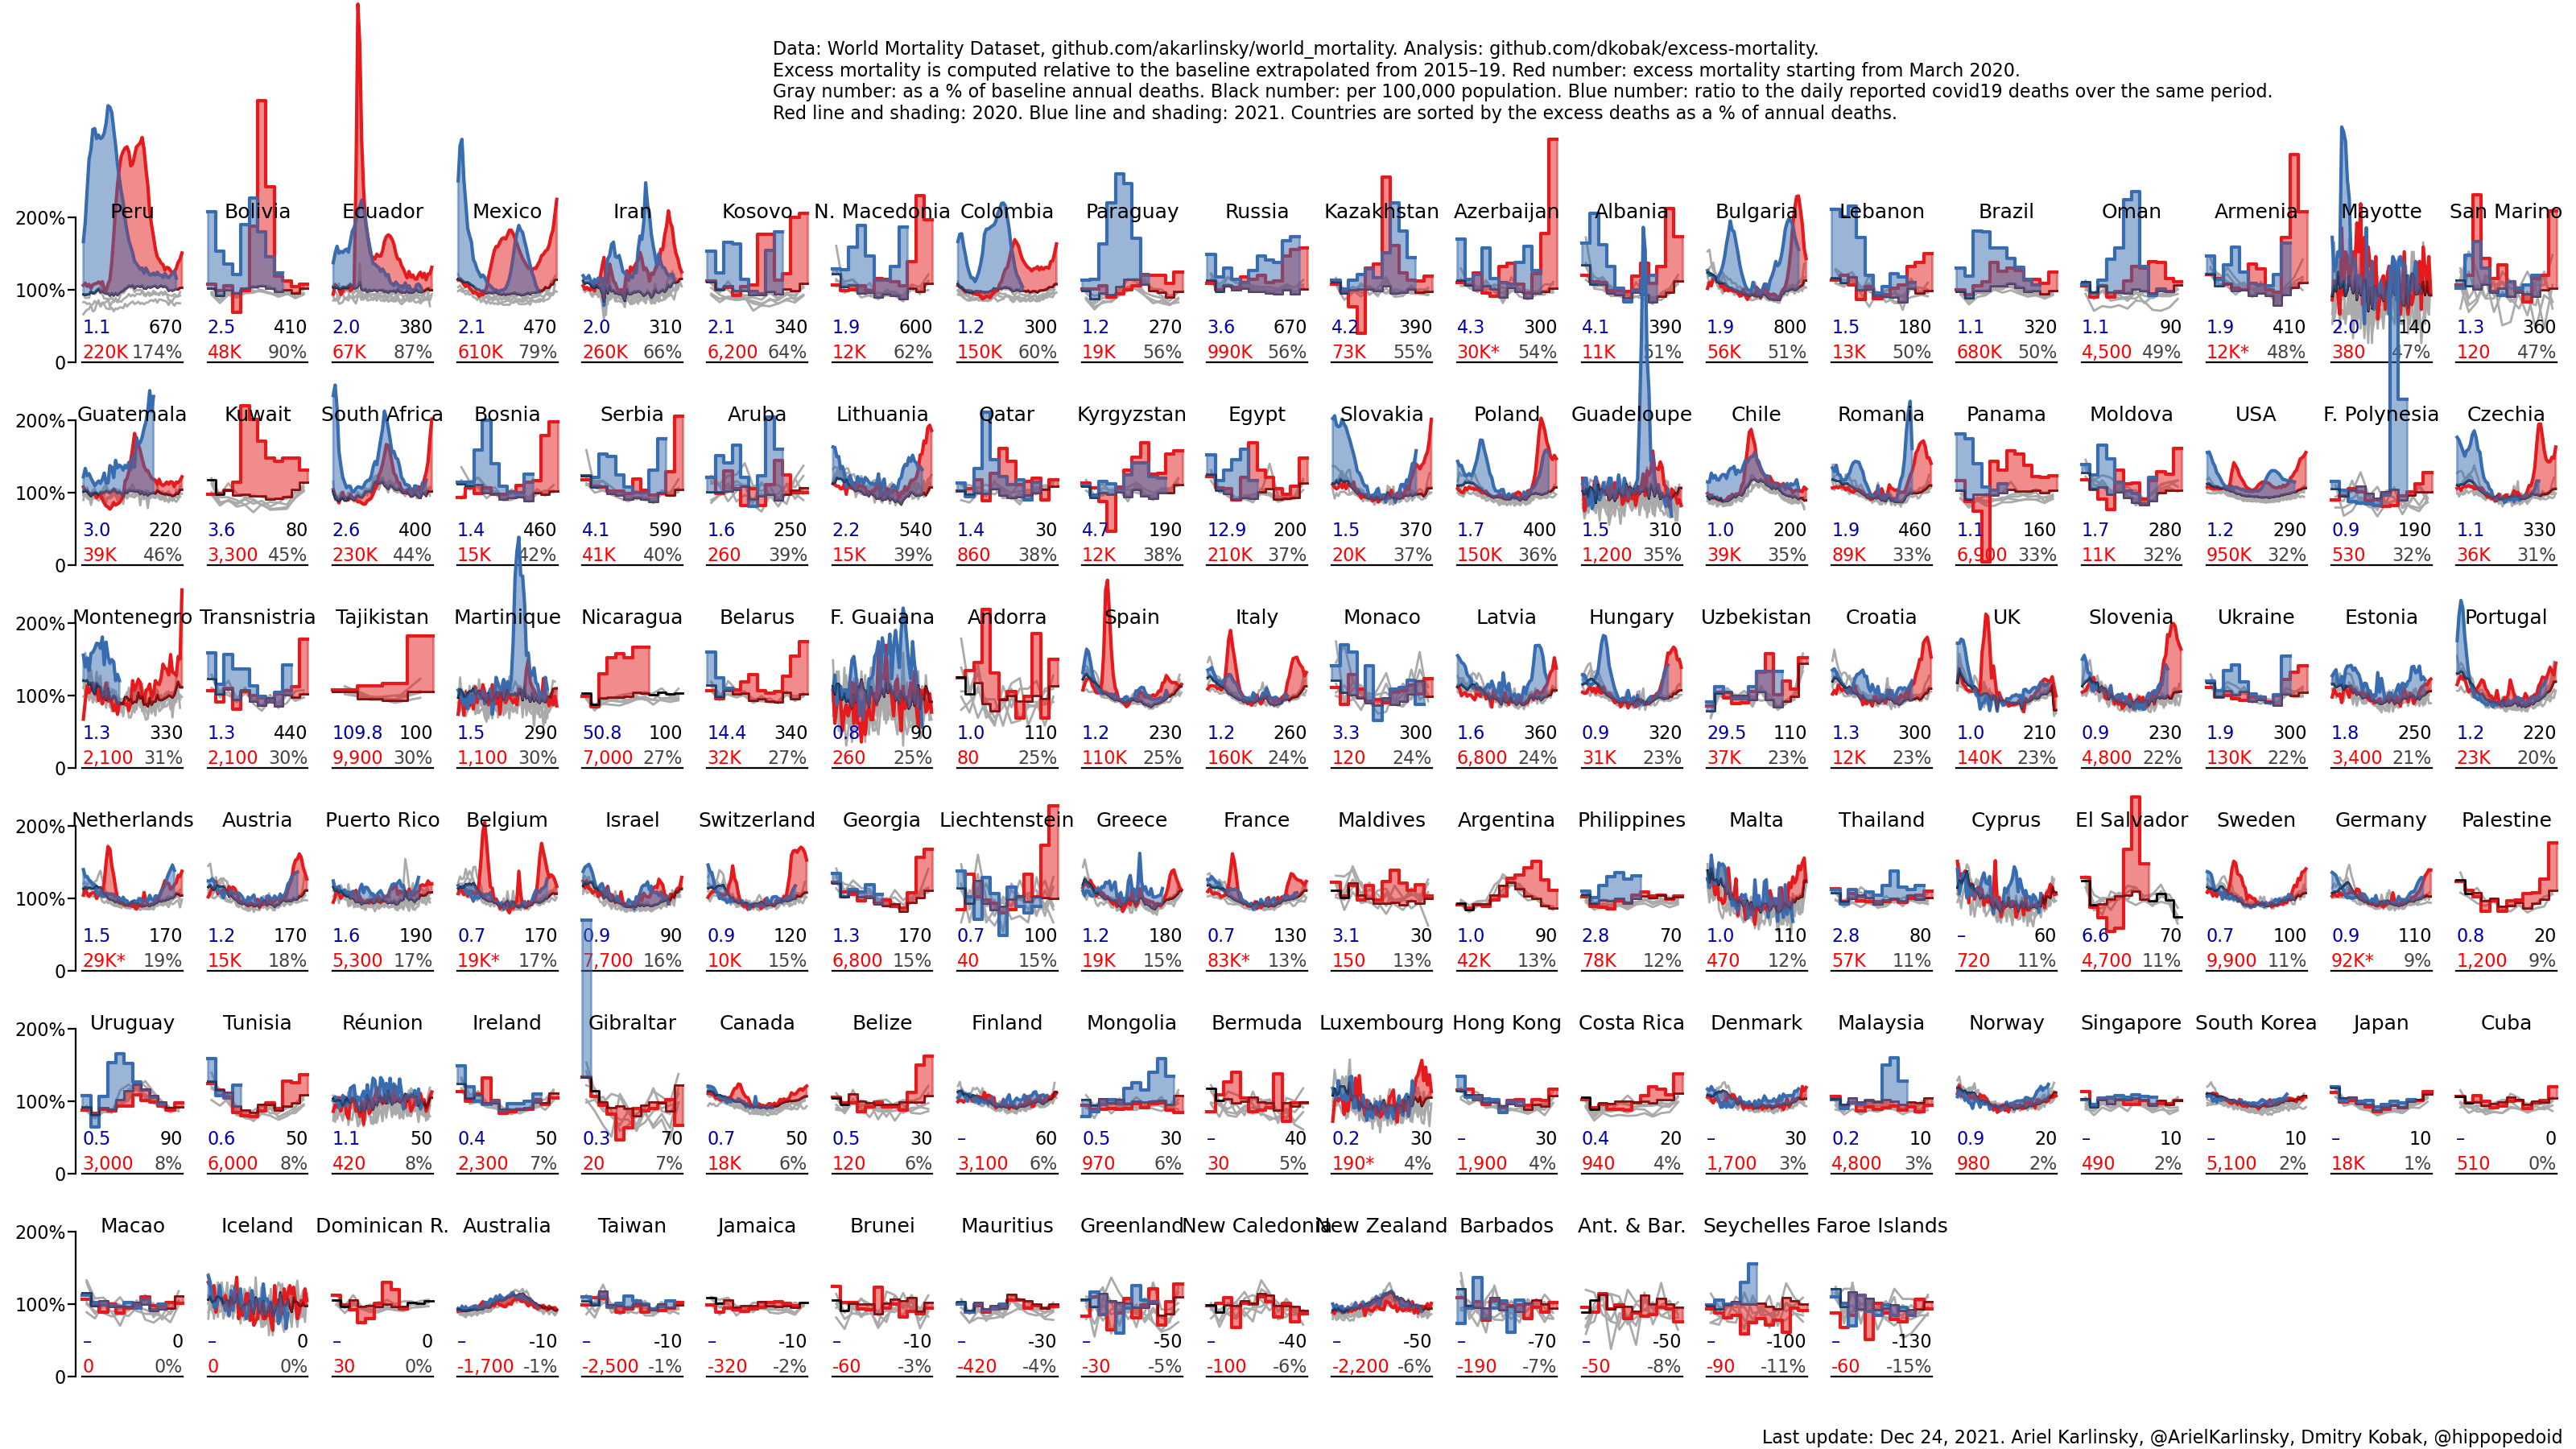 Data: World Mortality Dataset, github.com/akarlinsky/world_mortality. Analysis: github.com/dkobak/excess-mortality.
Excess mortality is computed relative to the baseline extrapolated from 2015–19. Red number: excess mortality starting from March 2020.
Gray number: as a % of baseline annual deaths. Black number: per 100,000 population. Blue number: ratio to the daily reported covid19 deaths over the same period.
Red line and shading: 2020. Blue line and shading: 2021. Countries are sorted by the excess deaths as a % of annual deaths.
200% Peru Bolivia Ecuador Mexico Iran Kosovo N. Macedonia Colombia Paraguay Russia Kazakhstan Azerbaijan Albania Bulgaria Lebanon Brazil Oman Armenia Mayotte San Marino
100%
1.1 670 2.5 410 2.0 380 2.1 470 2.0 310 2.1 340 1.9 600 1.2 300 1.2 270 3.6 670 4.2 390 4.3 300 4.1 390 1.9 800 1.5 180 1.1 320 1.1 90 1.9 410 2.0 140 1.3 360
0 220K 174% 48K 90% 67K 87% 610K 79% 260K 66% 6,200 64% 12K 62% 150K 60% 19K 56% 990K 56% 73K 55% 30K* 54% 11K 51% 56K 51% 13K 50% 680K 50% 4,500 49% 12K* 48% 380 47% 120 47%
200% Guatemala Kuwait South Africa Bosnia Serbia Aruba Lithuania Qatar Kyrgyzstan Egypt Slovakia Poland Guadeloupe Chile Romania Panama Moldova USA F. Polynesia Czechia
100%
3.0 220 3.6 80 2.6 400 1.4 460 4.1 590 1.6 250 2.2 540 1.4 30 4.7 190 12.9 200 1.5 370 1.7 400 1.5 310 1.0 200 1.9 460 1.1 160 1.7 280 1.2 290 0.9 190 1.1 330
0 39K 46% 3,300 45% 230K 44% 15K 42% 41K 40% 260 39% 15K 39% 860 38% 12K 38% 210K 37% 20K 37% 150K 36% 1,200 35% 39K 35% 89K 33% 6,900 33% 11K 32% 950K 32% 530 32% 36K 31%
200% Montenegro Transnistria Tajikistan Martinique Nicaragua Belarus F. Guaiana Andorra Spain Italy Monaco Latvia Hungary Uzbekistan Croatia UK Slovenia Ukraine Estonia Portugal
100%
1.3 330 1.3 440 109.8 100 1.5 290 50.8 100 14.4 340 0.8 90 1.0 110 1.2 230 1.2 260 3.3 300 1.6 360 0.9 320 29.5 110 1.3 300 1.0 210 0.9 230 1.9 300 1.8 250 1.2 220
0 2,100 31% 2,100 30% 9,900 30% 1,100 30% 7,000 27% 32K 27% 260 25% 80 25% 110K 25% 160K 24% 120 24% 6,800 24% 31K 23% 37K 23% 12K 23% 140K 23% 4,800 22% 130K 22% 3,400 21% 23K 20%
200% Netherlands Austria Puerto Rico Belgium Israel Switzerland Georgia Liechtenstein Greece France Maldives Argentina Philippines Malta Thailand Cyprus El Salvador Sweden Germany Palestine
100%
1.5 170 1.2 170 1.6 190 0.7 170 0.9 90 0.9 120 1.3 170 0.7 100 1.2 180 0.7 130 3.1 30 1.0 90 2.8 70 1.0 110 2.8 80 – 60 6.6 70 0.7 100 0.9 110 0.8 20
0 29K* 19% 15K 18% 5,300 17% 19K* 17% 7,700 16% 10K 15% 6,800 15% 40 15% 19K 15% 83K* 13% 150 13% 42K 13% 78K 12% 470 12% 57K 11% 720 11% 4,700 11% 9,900 11% 92K* 9% 1,200 9%
200% Uruguay Tunisia Réunion Ireland Gibraltar Canada Belize Finland Mongolia Bermuda Luxembourg Hong Kong Costa Rica Denmark Malaysia Norway Singapore South Korea Japan Cuba
100%
0.5 90 0.6 50 1.1 50 0.4 50 0.3 70 0.7 50 0.5 30 – 60 0.5 30 – 40 0.2 30 – 30 0.4 20 – 30 0.2 10 0.9 20 – 10 – 10 – 10 – 0
0 3,000 8% 6,000 8% 420 8% 2,300 7% 20 7% 18K 6% 120 6% 3,100 6% 970 6% 30 5% 190* 4% 1,900 4% 940 4% 1,700 3% 4,800 3% 980 2% 490 2% 5,100 2% 18K 1% 510 0%
200% Macao Iceland Dominican R. Australia Taiwan Jamaica Brunei Mauritius Greenland New Caledonia New Zealand Barbados Ant. & Bar. Seychelles Faroe Islands
100%
– 0 – 0 – 0 – -10 – -10 – -10 – -10 – -30 – -50 – -40 – -50 – -70 – -50 – -100 – -130
0 0 0% 0 0% 30 0% -1,700 -1% -2,500 -1% -320 -2% -60 -3% -420 -4% -30 -5% -100 -6% -2,200 -6% -190 -7% -50 -8% -90 -11% -60 -15%
Last update: Dec 24, 2021. Ariel Karlinsky, @ArielKarlinsky, Dmitry Kobak, @hippopedoid